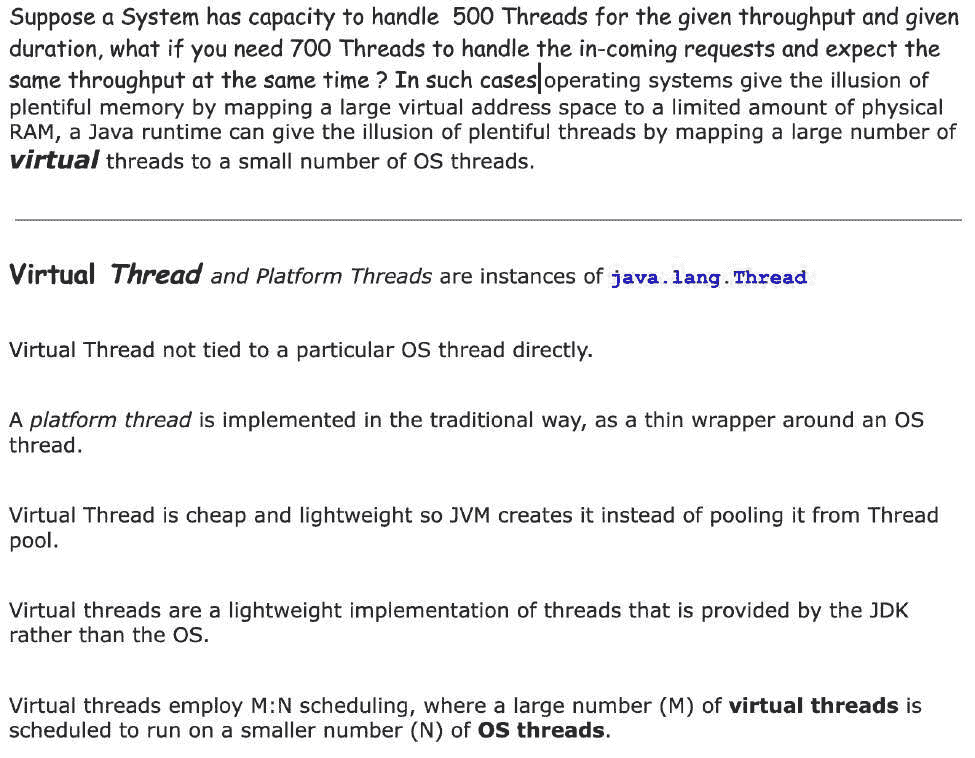 Suppose a System has capacity to handle 500 Threads for the given throughput and given
duration, what if you need 700 Threads to handle the in-coming requests and expect the
same throughput at the same time ? In such cases operating systems give the illusion of
plentiful memory by mapping a large virtual address space to a limited amount of physical
RAM, a Java runtime can give the illusion of plentiful threads by mapping a large number of
virtual threads to a small number of OS threads.
Virtual Thread and Platform Threads are instances of java.lang.Thread
Virtual Thread not tied to a particular OS thread directly.
A platform thread is implemented in the traditional way, as a thin wrapper around an OS
thread.
Virtual Thread is cheap and lightweight so JVM creates it instead of pooling it from Thread
pool.
Virtual threads are a lightweight implementation of threads that is provided by the JDK
rather than the OS.
Virtual threads employ M:N scheduling, where a large number (M) of virtual threads is
scheduled to run on a smaller number (N) of OS threads.